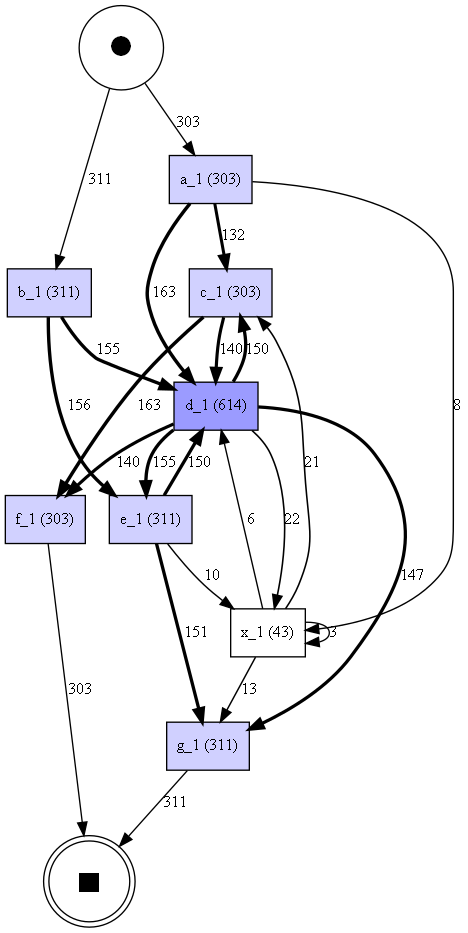 303
311
a_1 (303)
132
b_1 (311)
c_1 (303)
163
155
140
150
8
156
163
d_1 (614)
140
155
150
21
f_1 (303)
e_1 (311)
6
22
10
147
x_1 (43)
3
151
13
303
g_1 (311)
311